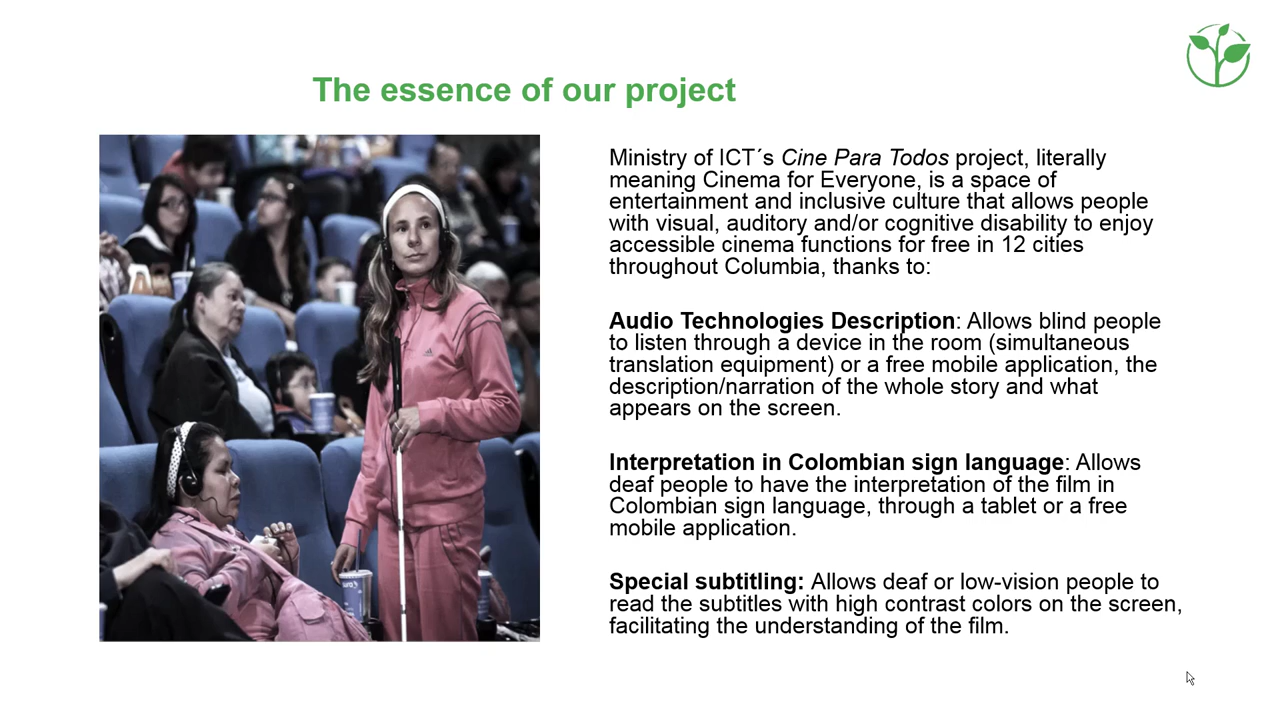 The essence of our project
Ministry of ICT´s Cine Para Todos project, literally
meaning Cinema for Everyone, is a space of
entertainment and inclusive culture that allows people
with visual, auditory and/or cognitive disability to enjoy
accessible cinema functions for free in 12 cities
throughout Columbia, thanks to:
Audio Technologies Description: Allows blind people
to listen through a device in the room (simultaneous
translation equipment) or a free mobile application, the
description/narration of the whole story and what
appears on the screen.
Interpretation in Colombian sign language: Allows
deaf people to have the interpretation of the film in
Colombian sign language, through a tablet or a free
mobile application.
Special subtitling: Allows deaf or low-vision people to
read the subtitles with high contrast colors on the screen,
facilitating the understanding of the film.